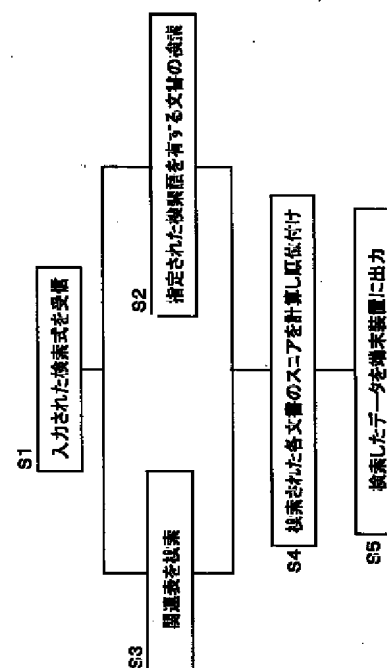 S1
入力された検索式を受信
S2
指定された検索語を有する文書の検索
S3
関連表を検索
S4
検索された各文書のスコアを計算し順位付け
S5
検索したデータを端末装置に出力